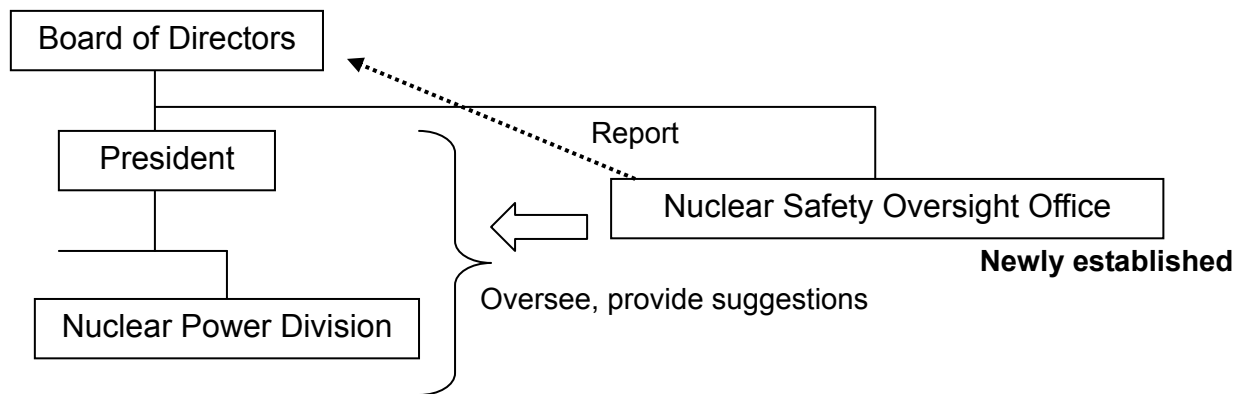 Board of Directors
Report
President
Nuclear Safety Oversight Office
Newly established
Oversee, provide suggestions
Nuclear Power Division